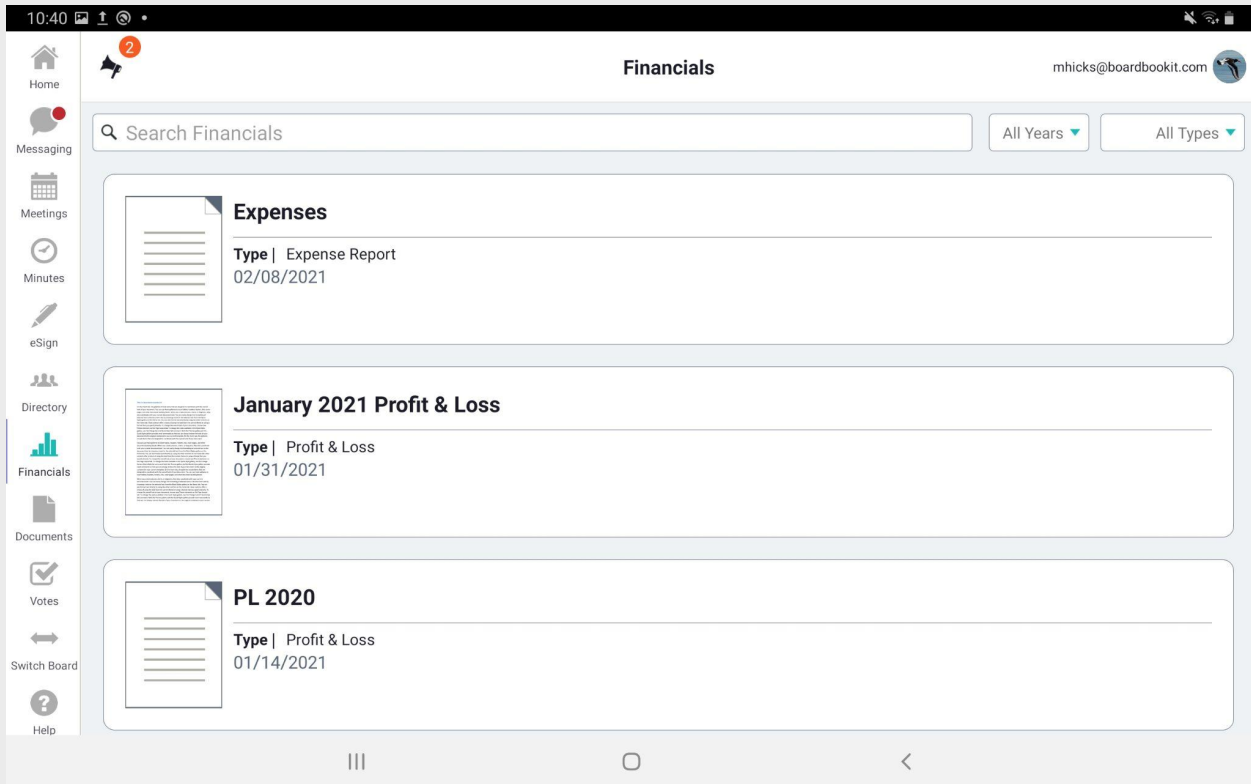 10:40
Home
2
Financials
mhicks@boardbookit.com
Messaging
Search Financials
All Years
All Types
Meetings
Minutes
eSign
Directory
Financials
Documents
Votes
Switch Board
Help
Expenses
Type | Expense Report
02/08/2021
January 2021 Profit & Loss
Type | Profit & Loss
01/31/2021
PL 2020
Type | Profit & Loss
01/14/2021